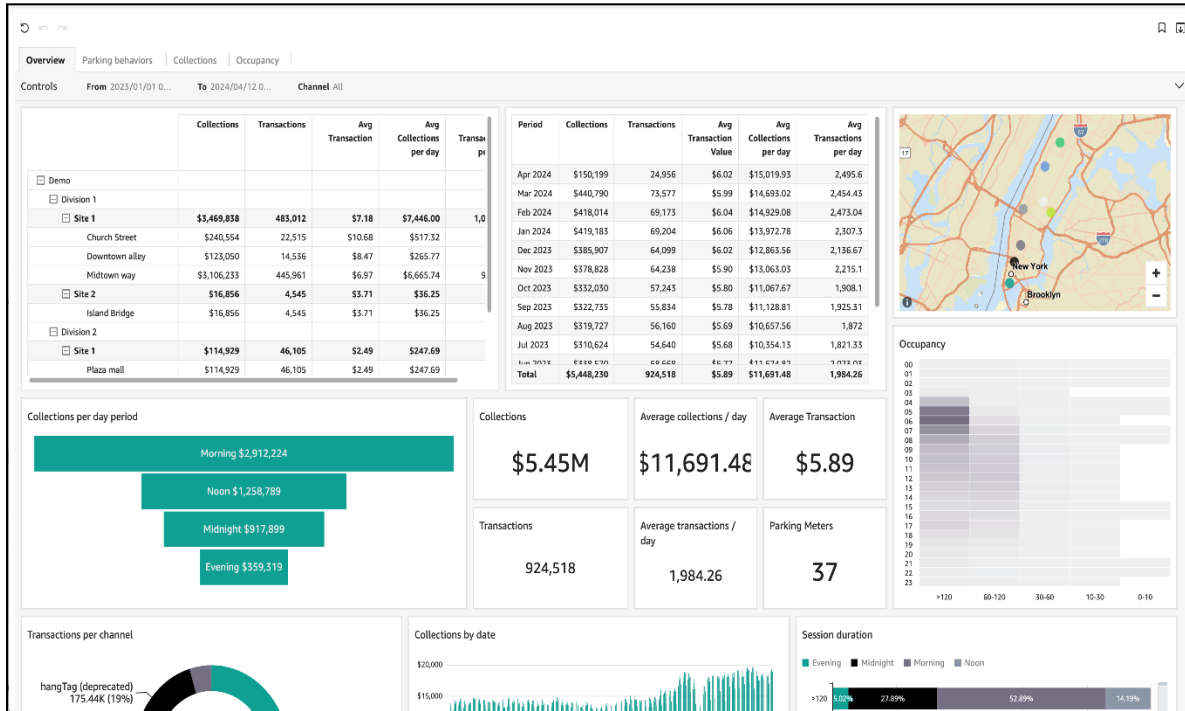 Overview Parking behaviors Collections Occupancy
Controls From 2023/01/01 0... To 2024/04/12 0... Channel All
Collections Transactions Avg Transaction Avg Collections per day
Demo
Division 1
Site 1 $3,469,838 483,012 $7.18 $7,446.00
Church Street $240,554 22,515 $10.68 $517.32
Downtown alley $123,050 14,536 $8.47 $265.77
Midtown way $3,106,233 445,961 $6.97 $6,665.74
Site 2 $16,856 4,545 $3.71 $36.25
Island Bridge $16,856 4,545 $3.71 $36.25
Division 2
Site 1 $114,929 46,105 $2.49 $247.69
Plaza mall $114,929 46,105 $2.49 $247.69
Period Collections Transactions Avg Transaction Value Avg Collections per day Avg Transactions per day
Apr 2024 $150,199 24,956 $6.02 $15,019.93 2,495.6
Mar 2024 $440,790 73,577 $5.99 $14,693.02 2,454.43
Feb 2024 $418,014 69,173 $6.04 $14,929.08 2,473.04
Jan 2024 $419,183 69,204 $6.06 $13,972.78 2,307.3
Dec 2023 $385,907 64,099 $6.02 $12,863.56 2,136.67
Nov 2023 $378,828 64,238 $5.90 $13,063.03 2,215.1
Oct 2023 $332,030 57,243 $5.80 $11,067.67 1,908.1
Sep 2023 $322,735 55,834 $5.78 $11,128.81 1,925.31
Aug 2023 $319,727 56,160 $5.69 $10,657.56 1,872
Jul 2023 $310,624 54,640 $5.68 $10,354.13 1,821.33
Total $5,448,230 924,518 $5.89 $11,691.48 1,984.26
17
New York
Brooklyn
+
−
Collections per day period
Morning $2,912,224
Noon $1,258,789
Midnight $917,899
Evening $359,319
Collections
$5.45M
Average collections / day
$11,691.48
Average Transaction
$5.89
Transactions
924,518
Average transactions /
day
1,984.26
Parking Meters
37
Occupancy
00
01
02
03
04
05
06
07
08
09
10
11
12
13
14
15
16
17
18
19
20
21
22
23
>120 60-120 30-60 10-30 0-10
Transactions per channel
hangTag (deprecated)
175.44K (19%)
Collections by date
$20,000
$15,000
Session duration
Evening Midnight Morning Noon
>120 5.02% 27.89% 52.89% 14.19%